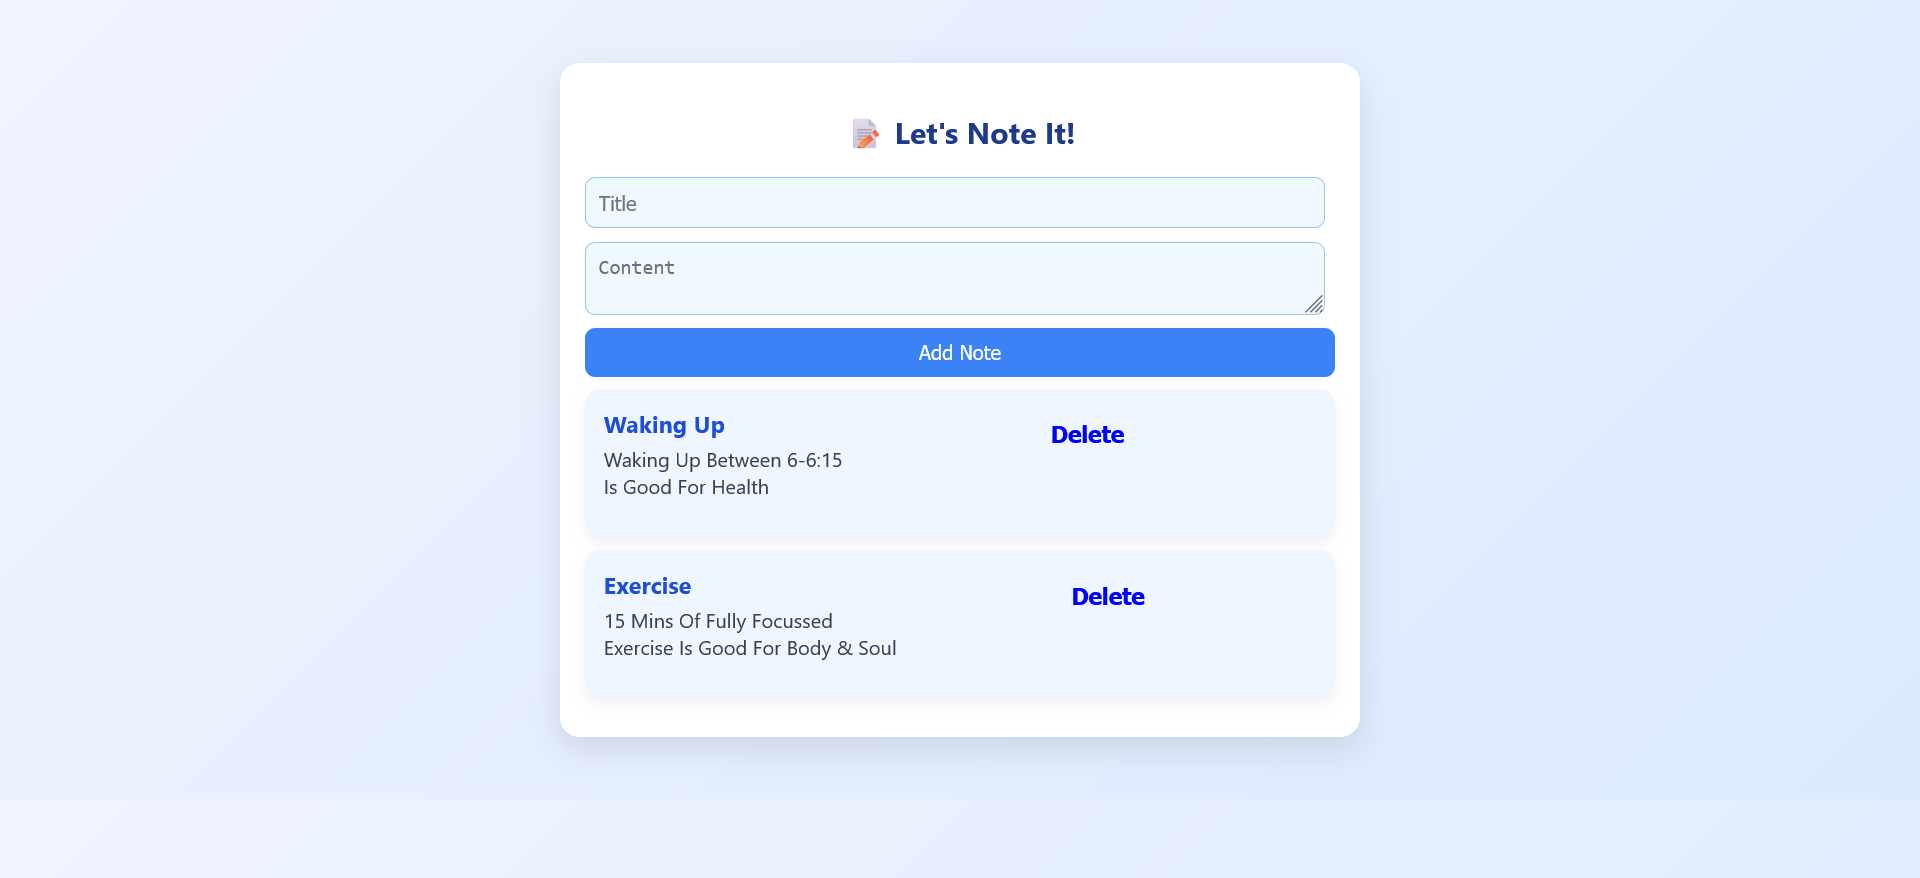 Let's Note It!
Title
Content
Add Note
Waking Up
Delete
Waking Up Between 6-6:15
Is Good For Health
Exercise
Delete
15 Mins Of Fully Focussed
Exercise Is Good For Body & Soul